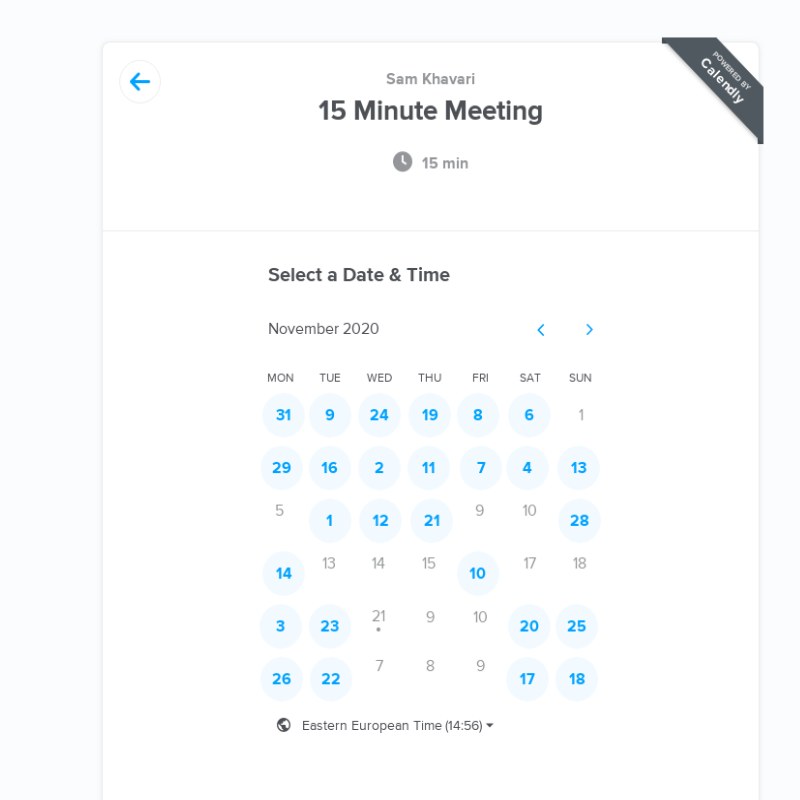 POWERED BY
Calendly
Sam Khavari
15 Minute Meeting
15 min
Select a Date & Time
November 2020
MON TUE WED THU FRI SAT SUN
31 9 24 19 8 6 1
29 16 2 11 7 4 13
5 1 12 21 9 10 28
14 13 14 15 10 17 18
3 23 21 9 10 20 25
26 22 7 8 9 17 18
Eastern European Time (14:56)